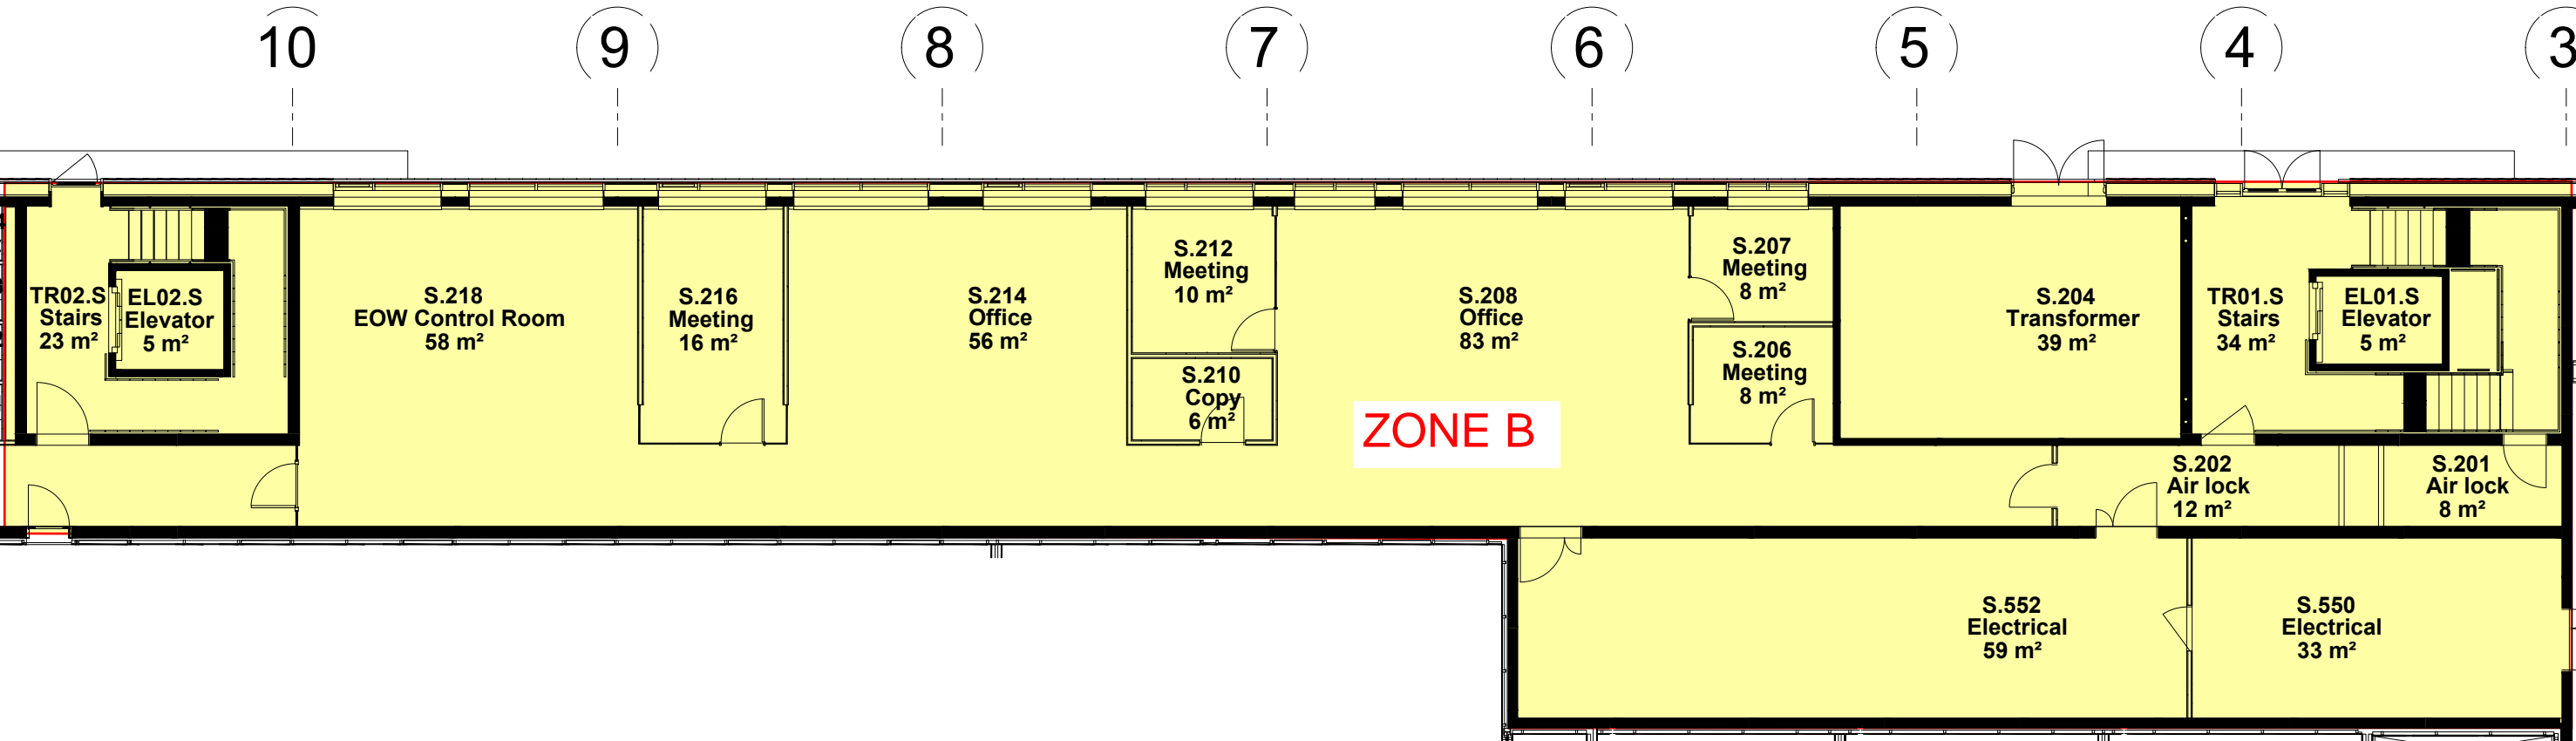 10
9
8
7
6
5
4
3
TR02.S
Stairs
23 m²
EL02.S
Elevator
5 m²
S.218
EOW Control Room
58 m²
S.216
Meeting
16 m²
S.214
Office
56 m²
S.212
Meeting
10 m²
S.210
Copy
6 m²
S.208
Office
83 m²
S.207
Meeting
8 m²
S.206
Meeting
8 m²
ZONE B
S.204
Transformer
39 m²
TR01.S
Stairs
34 m²
EL01.S
Elevator
5 m²
S.202
Air lock
12 m²
S.201
Air lock
8 m²
S.552
Electrical
59 m²
S.550
Electrical
33 m²